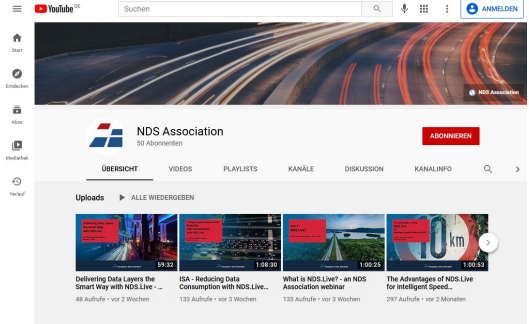 YouTube DE
Suchen
ANMELDEN
Start
Entdecken
Abos
Mediathek
Verlauf
NDS Association
NDS Association
50 Abonnenten
ABONNIEREN
ÜBERSICHT VIDEOS PLAYLISTS KANÄLE DISKUSSION KANALINFO
Uploads ALLE WIEDERGEBEN
59:32
1:08:30
1:00:25
km
1:00:53
Delivering Data Layers the
Smart Way with NDS.Live - ...
48 Aufrufe • vor 2 Wochen
ISA - Reducing Data
Consumption with NDS.Live...
133 Aufrufe • vor 3 Wochen
What is NDS.Live? - an NDS
Association webinar
133 Aufrufe • vor 3 Wochen
The Advantages of NDS.Live
for Intelligent Speed...
297 Aufrufe • vor 2 Monaten